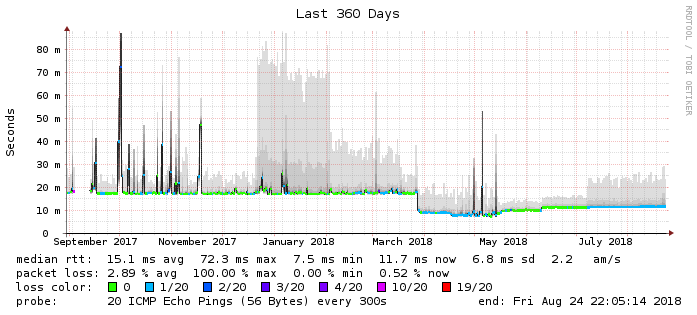 Last 360 Days
RRDTOOL / TOBI OETIKER
Seconds
80 m
70 m
60 m
50 m
40 m
30 m
20 m
10 m
0
September 2017 November 2017 January 2018 March 2018 May 2018 July 2018
median rtt: 15.1 ms avg 72.3 ms max 7.5 ms min 11.7 ms now 6.8 ms sd 2.2 am/s
packet loss: 2.89 % avg 100.00 % max 0.00 % min 0.52 % now
loss color: 0 1/20 2/20 3/20 4/20 10/20 19/20
probe: 20 ICMP Echo Pings (56 Bytes) every 300s end: Fri Aug 24 22:05:14 2018